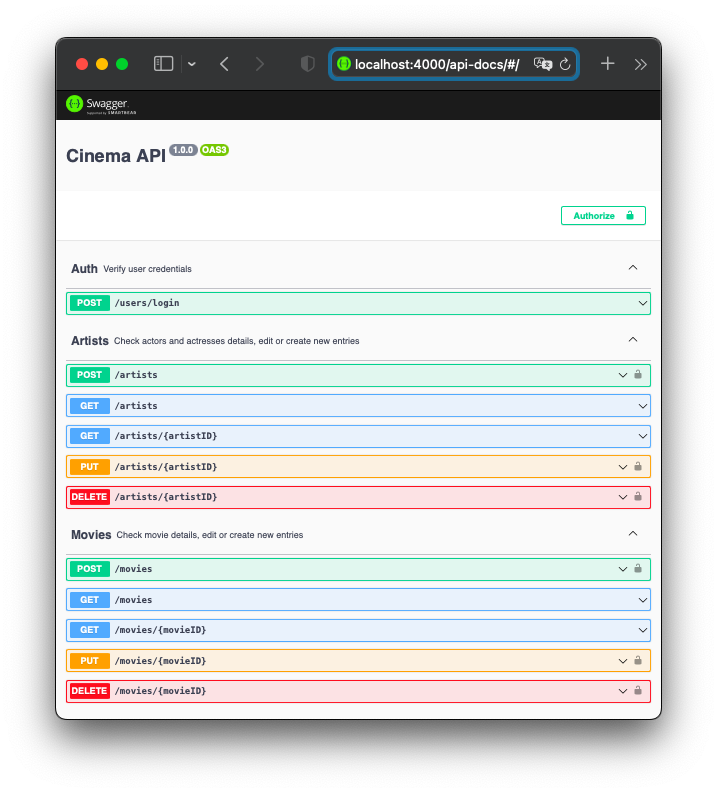 localhost:4000/api-docs/#/
Swagger.
Supported by SMARTBEAR
Cinema API 1.0.0 OAS3
Authorize
Auth Verify user credentials
POST /users/login
Artists Check actors and actresses details, edit or create new entries
POST /artists
GET /artists
GET /artists/{artistID}
PUT /artists/{artistID}
DELETE /artists/{artistID}
Movies Check movie details, edit or create new entries
POST /movies
GET /movies
GET /movies/{movieID}
PUT /movies/{movieID}
DELETE /movies/{movieID}